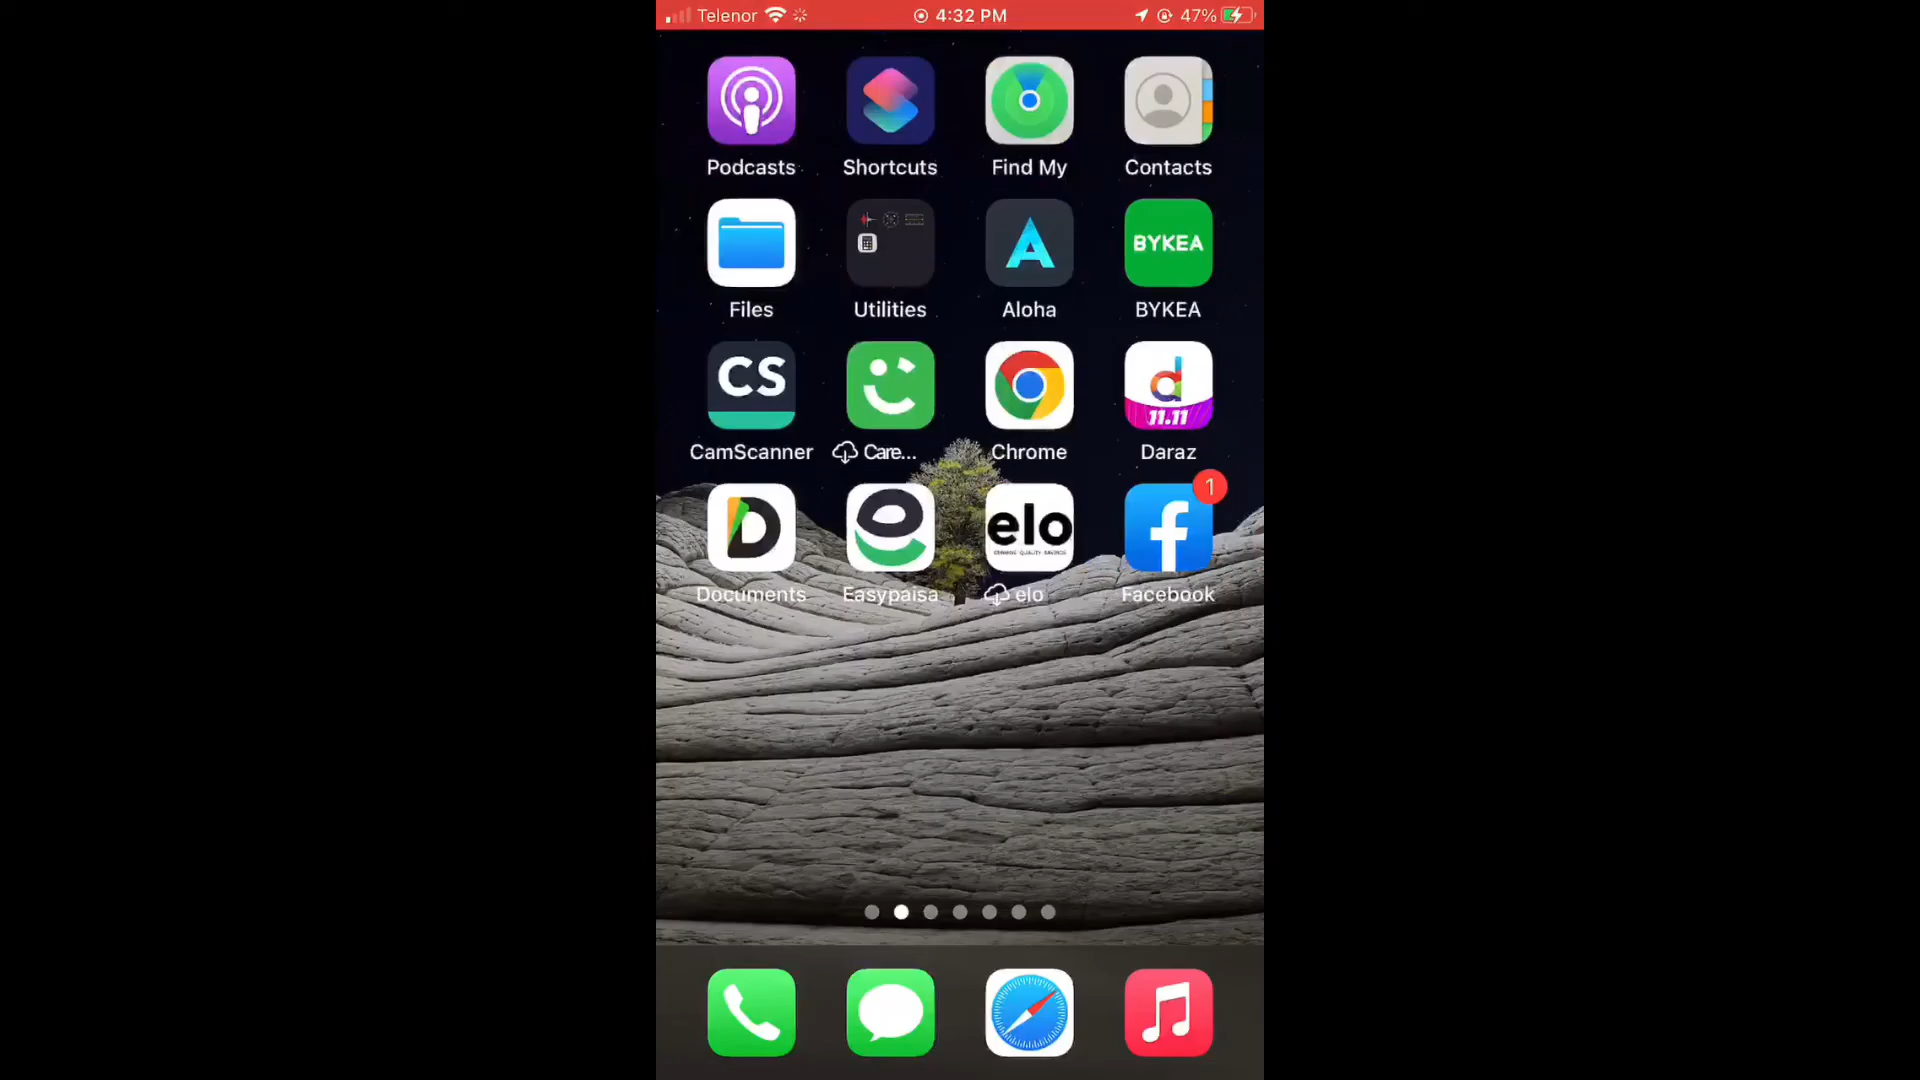 Telenor 4:32 PM 47%
Podcasts Shortcuts Find My Contacts
BYKEA
Files Utilities Aloha BYKEA
CS
11.11
CamScanner Care... Chrome Daraz
1
elo
Documents Easypaisa elo Facebook